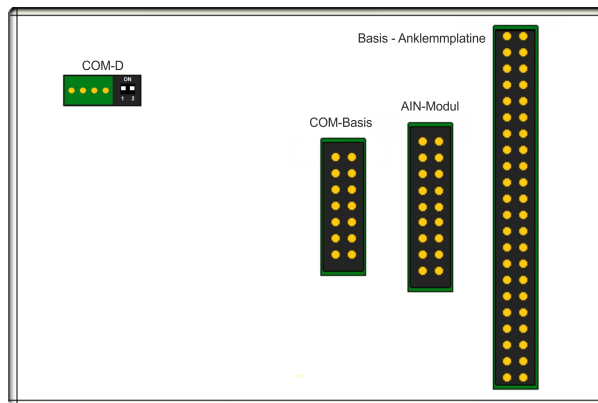 Basis - Anklemmplatine
COM-D
ON
1 2
AIN-Modul
COM-Basis